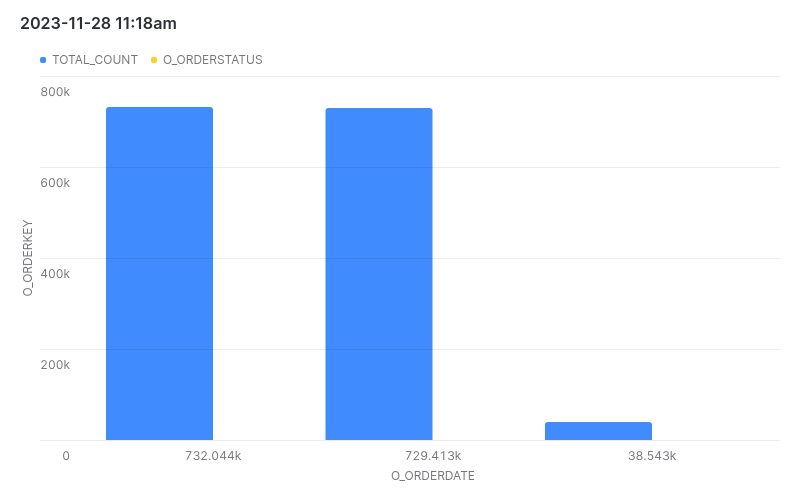 2023-11-28 11:18am
TOTAL_COUNT O_ORDERSTATUS
800k
600k
400k
200k
0
O_ORDERKEY
732.044k 729.413k 38.543k
O_ORDERDATE